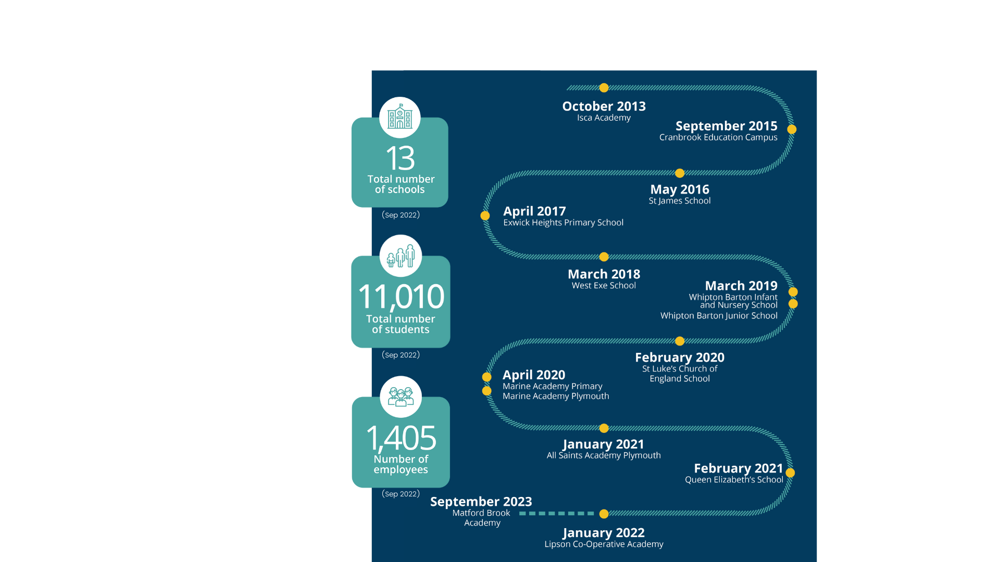 13
Total number
of schools
(Sep 2022)
11,010
Total number
of students
(Sep 2022)
1,405
Number of
employees
(Sep 2022)
October 2013
Isca Academy
September 2015
Cranbrook Education Campus
May 2016
St James School
April 2017
Exwick Heights Primary School
March 2018
West Exe School
March 2019
Whipton Barton Infant
and Nursery School
Whipton Barton Junior School
February 2020
St Luke’s Church of
England School
April 2020
Marine Academy Primary
Marine Academy Plymouth
January 2021
All Saints Academy Plymouth
February 2021
Queen Elizabeth’s School
January 2022
Lipson Co-Operative Academy
September 2023
Matford Brook
Academy